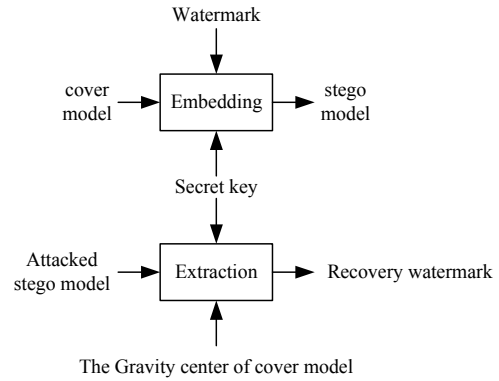 Watermark
cover
model
Embedding
stego
model
Secret key
Attacked
stego model
Extraction
Recovery watermark
The Gravity center of cover model